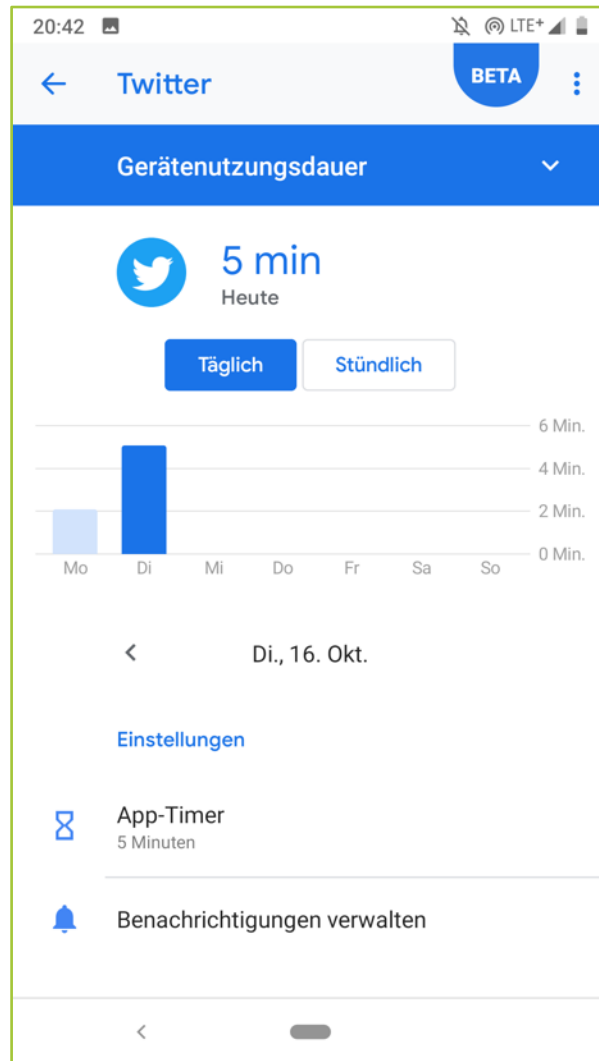 20:42 LTE+
Twitter BETA
Gerätenutzungsdauer
5 min
Heute
Täglich Stündlich
6 Min.
4 Min.
2 Min.
0 Min.
Mo Di Mi Do Fr Sa So
Di., 16. Okt.
Einstellungen
App-Timer
5 Minuten
Benachrichtigungen verwalten